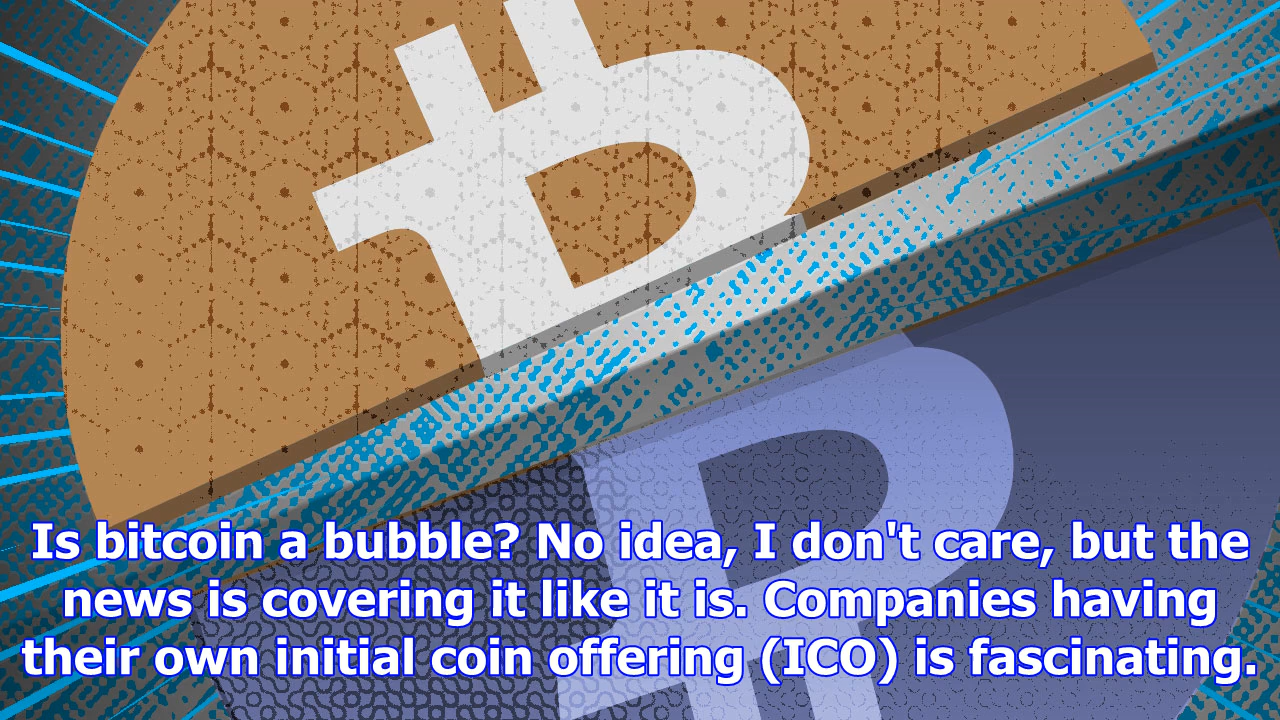 Is bitcoin a bubble? No idea, I don't care, but the
news is covering it like it is. Companies having
their own initial coin offering (ICO) is fascinating.